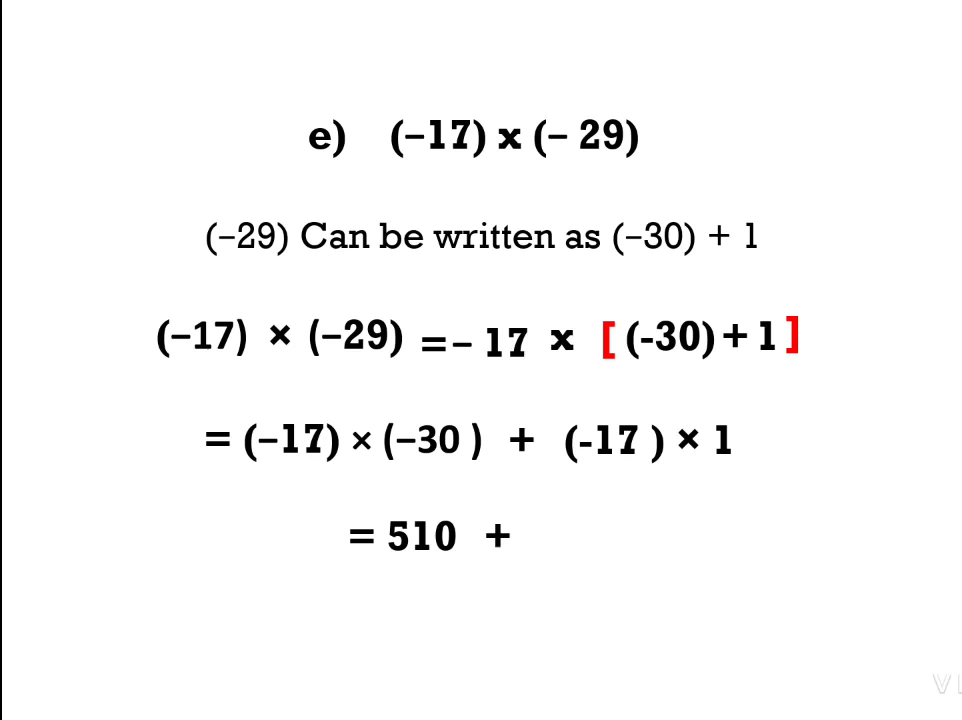 e) (–17) x (– 29)
(–29) Can be written as (–30) + 1
(–17) × (–29) = – 17 x [ (-30) + 1 ]
= (–17) × (–30 ) + (-17 ) × 1
= 510 +